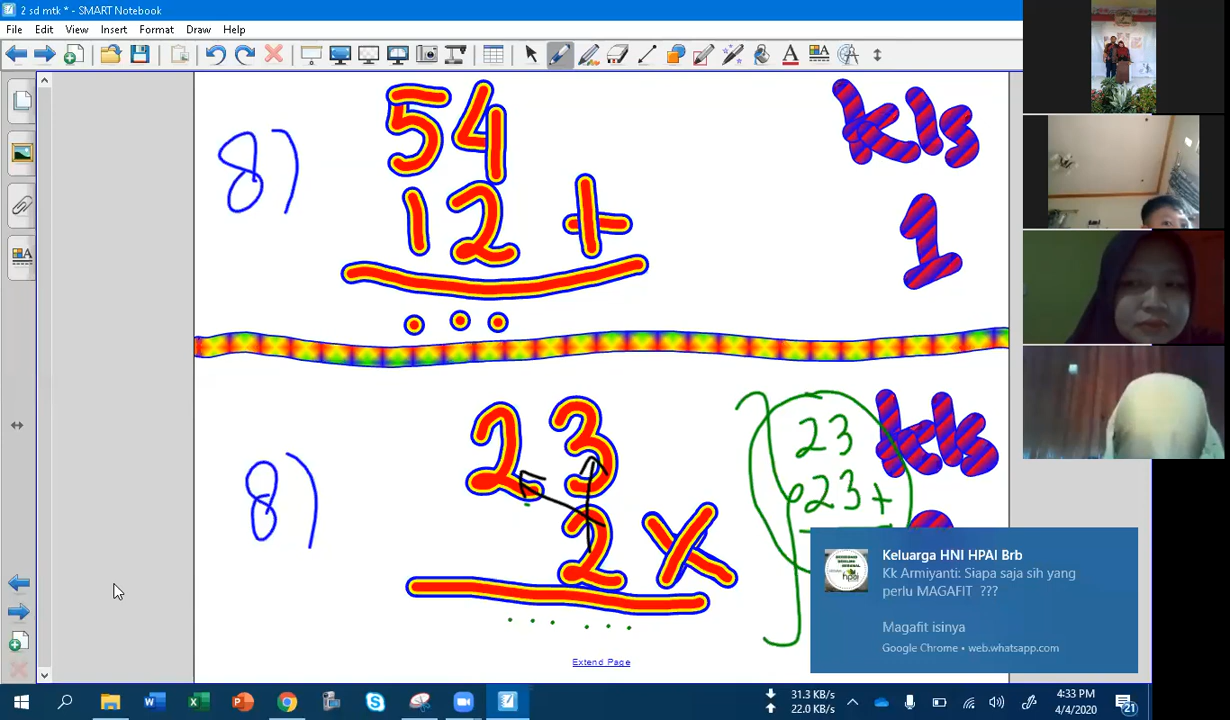 2 sd mtk * - SMART Notebook
File Edit View Insert Format Draw Help
8)
54
12 +
kls
1
8)
23
2 x
23
23 +
kls
Extend Page
Keluarga HNI HPAI Brb
Kk Armiyanti: Siapa saja sih yang
perlu MAGAFIT ???
Magafit isinya
Google Chrome • web.whatsapp.com
31.3 KB/s
22.0 KB/s
4:33 PM
4/4/2020
21